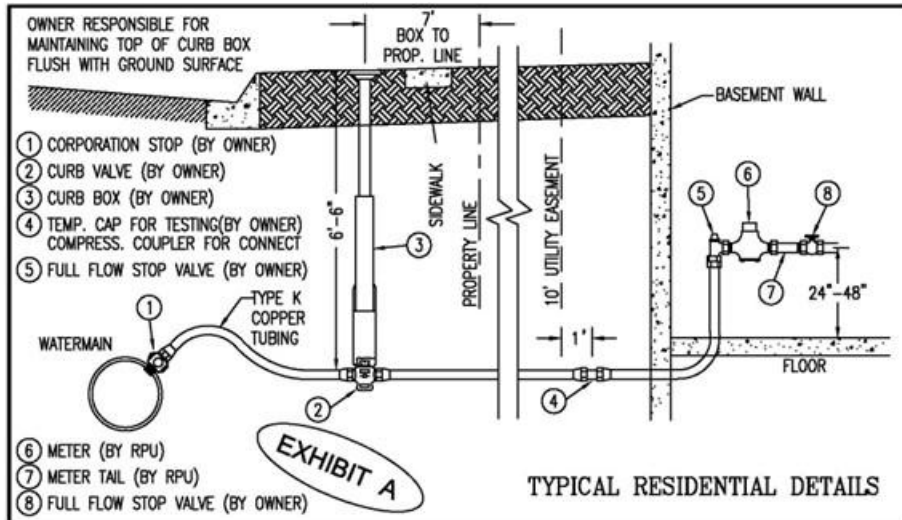 OWNER RESPONSIBLE FOR
MAINTAINING TOP OF CURB BOX
FLUSH WITH GROUND SURFACE
7'
BOX TO
PROP. LINE
BASEMENT WALL
① CORPORATION STOP (BY OWNER)
② CURB VALVE (BY OWNER)
③ CURB BOX (BY OWNER)
④ TEMP. CAP FOR TESTING(BY OWNER)
COMPRESS. COUPLER FOR CONNECT
⑤ FULL FLOW STOP VALVE (BY OWNER)
6'-6"
SIDEWALK
③
PROPERTY LINE
10' UTILITY EASEMENT
⑤
⑥
⑧
⑦
24"-48"
①
TYPE K
COPPER
TUBING
WATERMAIN
1'
FLOOR
②
④
⑥ METER (BY RPU)
⑦ METER TAIL (BY RPU)
⑧ FULL FLOW STOP VALVE (BY OWNER)
EXHIBIT A
TYPICAL RESIDENTIAL DETAILS